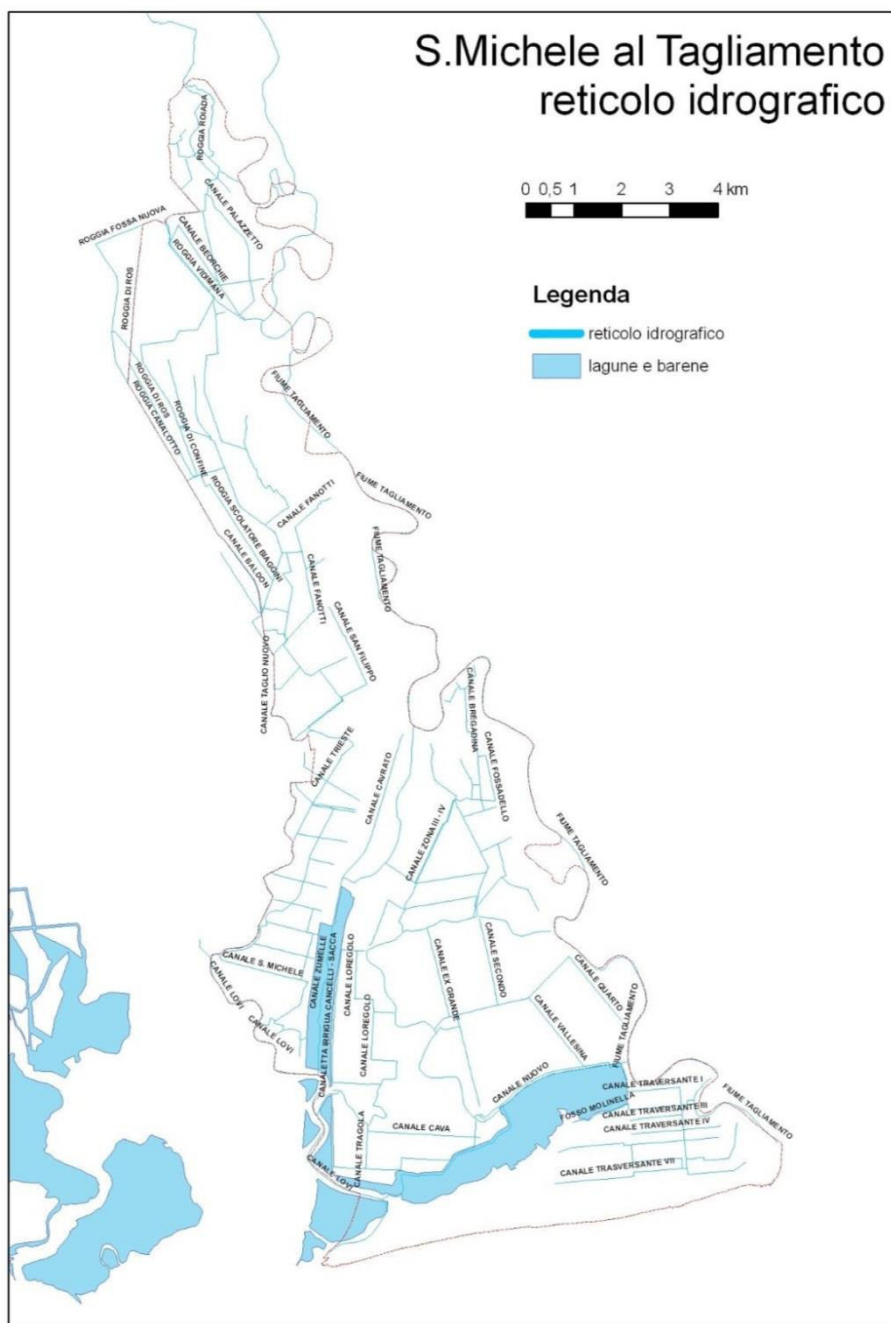 S.Michele al Tagliamento
reticolo idrografico
0 0,5 1 2 3 4 km
Legenda
reticolo idrografico
lagune e barene
ROGGIA ROIADA
CANALE PALAZZETTO
ROGGIA FOSSA NUOVA
CANALE BEORCHIE
ROGGIA VIDIMANA
ROGGIA DI ROS
ROGGIA DI ROS
ROGGIA CANALOTTO
ROGGIA DI CONFINE
FIUME TAGLIAMENTO
FIUME TAGLIAMENTO
ROGGIA SCOLATORE BIAGGINI
CANALE FANOTTI
CANALE BALDON
FIUME TAGLIAMENTO
CANALE FANOTTI
CANALE SAN FILIPPO
CANALE TAGLIO NUOVO
CANALE BREGADINA
CANALE TRIESTE
CANALE CAVRATO
CANALE FOSSADELLO
CANALE ZONA III - IV
FIUME TAGLIAMENTO
CANALE S. MICHELE
CANALE ZUMELLE
CANALETTA IRRIGUA CANCELLI - SACCA
CANALE LOREGOLO
CANALE EX GRANDE
CANALE SECONDO
CANALE QUARTO
CANALE LOVI
CANALE LOVI
CANALE LOREGOLO
CANALE VALLESINA
FIUME TAGLIAMENTO
CANALE NUOVO
CANALE TRAVERSANTE I
FOSSO MOLINELLA
CANALE TRAVERSANTE III
FIUME TAGLIAMENTO
CANALE TRAVERSANTE IV
CANALE TRAGOLA
CANALE CAVA
CANALE LOVI
CANALE TRASVERSANTE VII